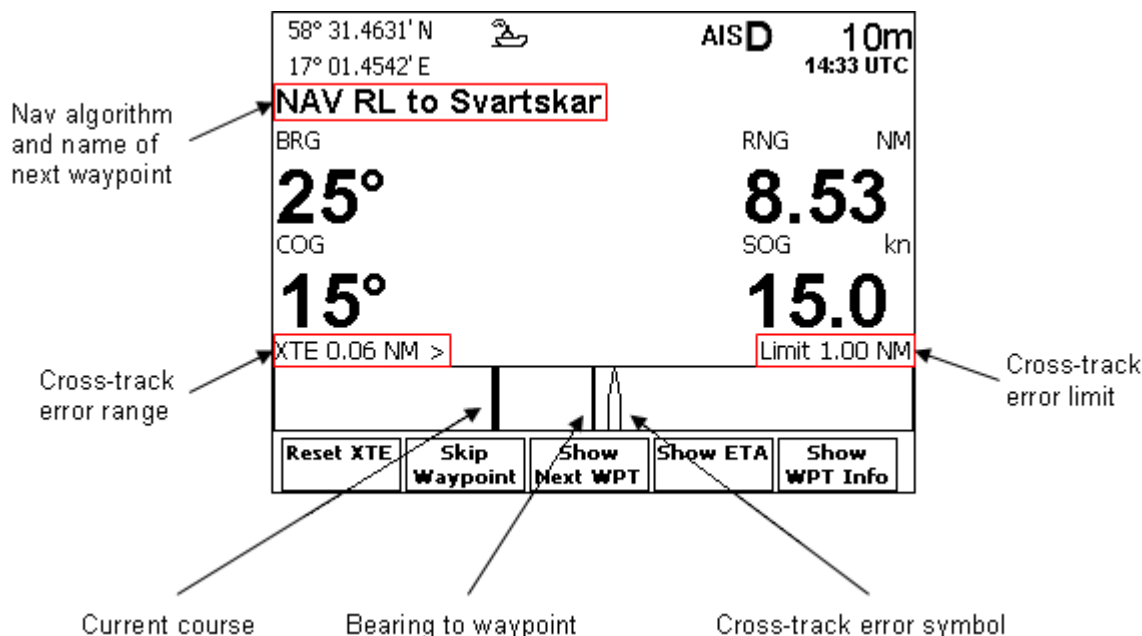 58° 31.4631' N
AIS D
10m
17° 01.4542' E
14:33 UTC
NAV RL to Svartskar
Nav algorithm
and name of
next waypoint
BRG
RNG
NM
25°
8.53
COG
SOG
kn
15°
15.0
XTE 0.06 NM >
Limit 1.00 NM
Cross-track
error range
Cross-track
error limit
Reset XTE
Skip
Waypoint
Show
Next WPT
Show ETA
Show
WPT Info
Current course
Bearing to waypoint
Cross-track error symbol